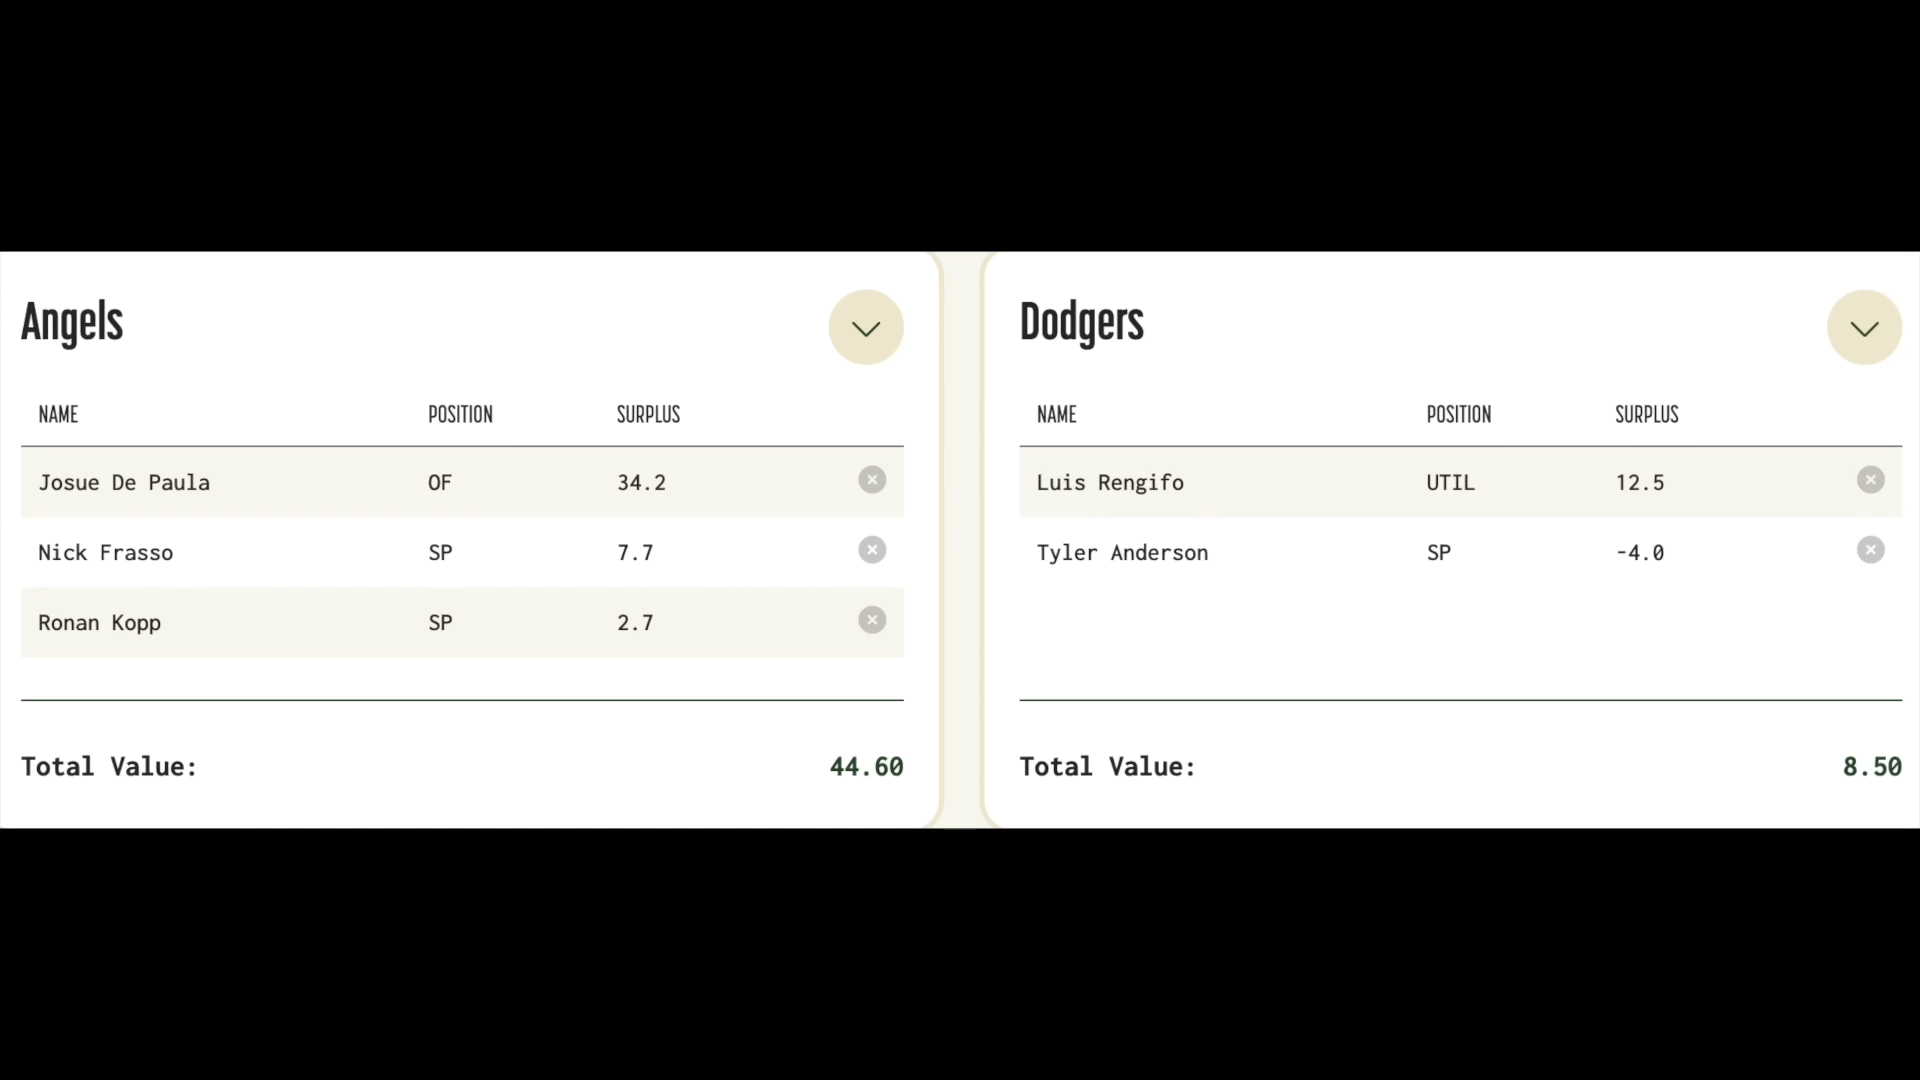 Angels
NAME POSITION SURPLUS
Josue De Paula OF 34.2
Nick Frasso SP 7.7
Ronan Kopp SP 2.7
Total Value: 44.60
Dodgers
NAME POSITION SURPLUS
Luis Rengifo UTIL 12.5
Tyler Anderson SP -4.0
Total Value: 8.50